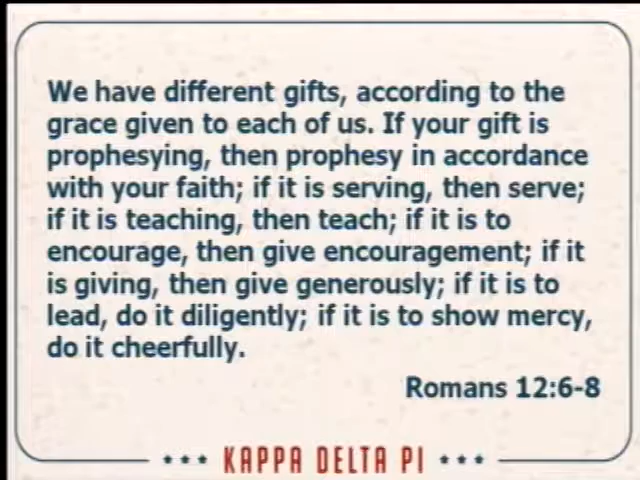 We have different gifts, according to the
grace given to each of us. If your gift is
prophesying, then prophesy in accordance
with your faith; if it is serving, then serve;
if it is teaching, then teach; if it is to
encourage, then give encouragement; if it
is giving, then give generously; if it is to
lead, do it diligently; if it is to show mercy,
do it cheerfully.
Romans 12:6-8
KAPPA DELTA PI